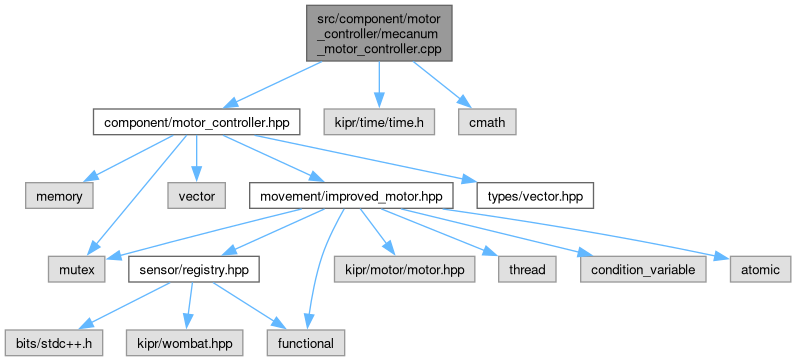 src/component/motor
_controller/mecanum
_motor_controller.cpp
component/motor_controller.hpp
kipr/time/time.h
cmath
memory
vector
movement/improved_motor.hpp
types/vector.hpp
mutex
sensor/registry.hpp
kipr/motor/motor.hpp
thread
condition_variable
atomic
bits/stdc++.h
kipr/wombat.hpp
functional